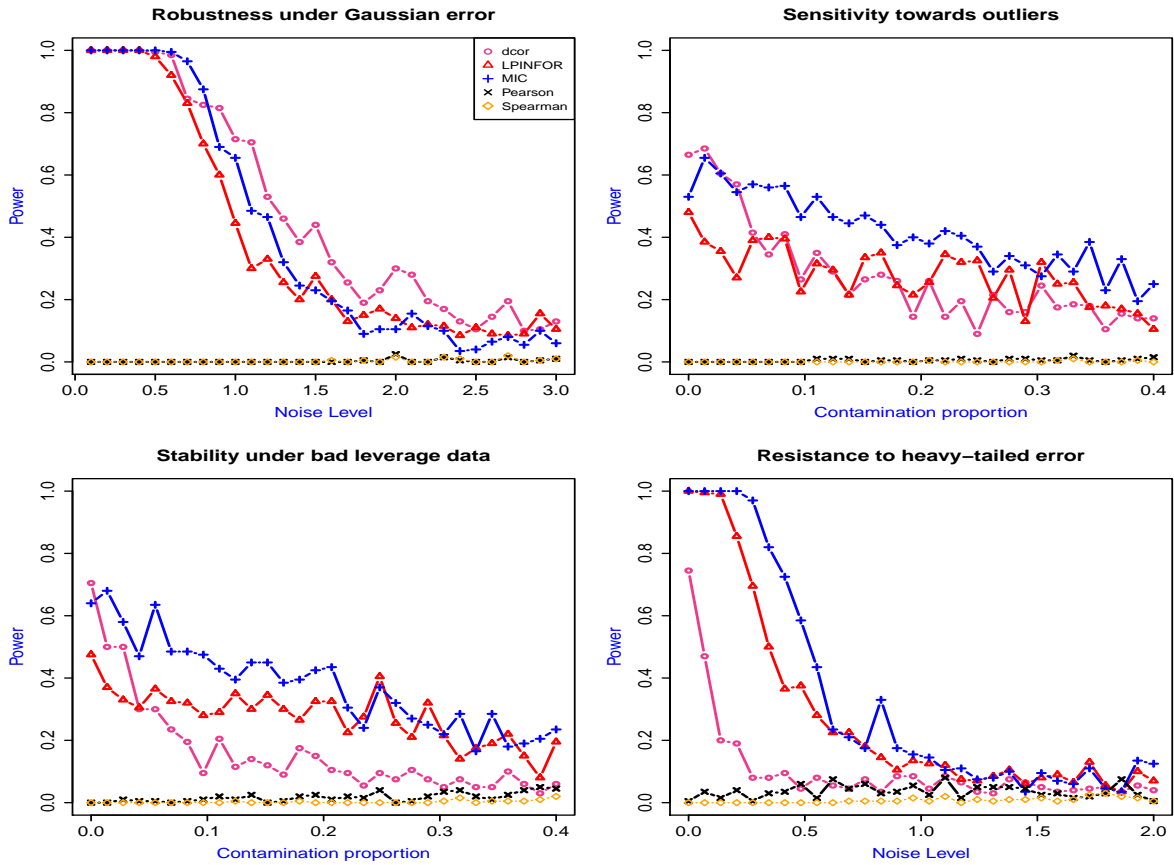 Robustness under Gaussian error
Power
0.0 0.2 0.4 0.6 0.8 1.0
dcor
LPINFOR
MIC
Pearson
Spearman
0.0 0.5 1.0 1.5 2.0 2.5 3.0
Noise Level
Sensitivity towards outliers
Power
0.0 0.2 0.4 0.6 0.8 1.0
0.0 0.1 0.2 0.3 0.4
Contamination proportion
Stability under bad leverage data
Power
0.0 0.2 0.4 0.6 0.8 1.0
0.0 0.1 0.2 0.3 0.4
Contamination proportion
Resistance to heavy−tailed error
Power
0.0 0.2 0.4 0.6 0.8 1.0
0.0 0.5 1.0 1.5 2.0
Noise Level